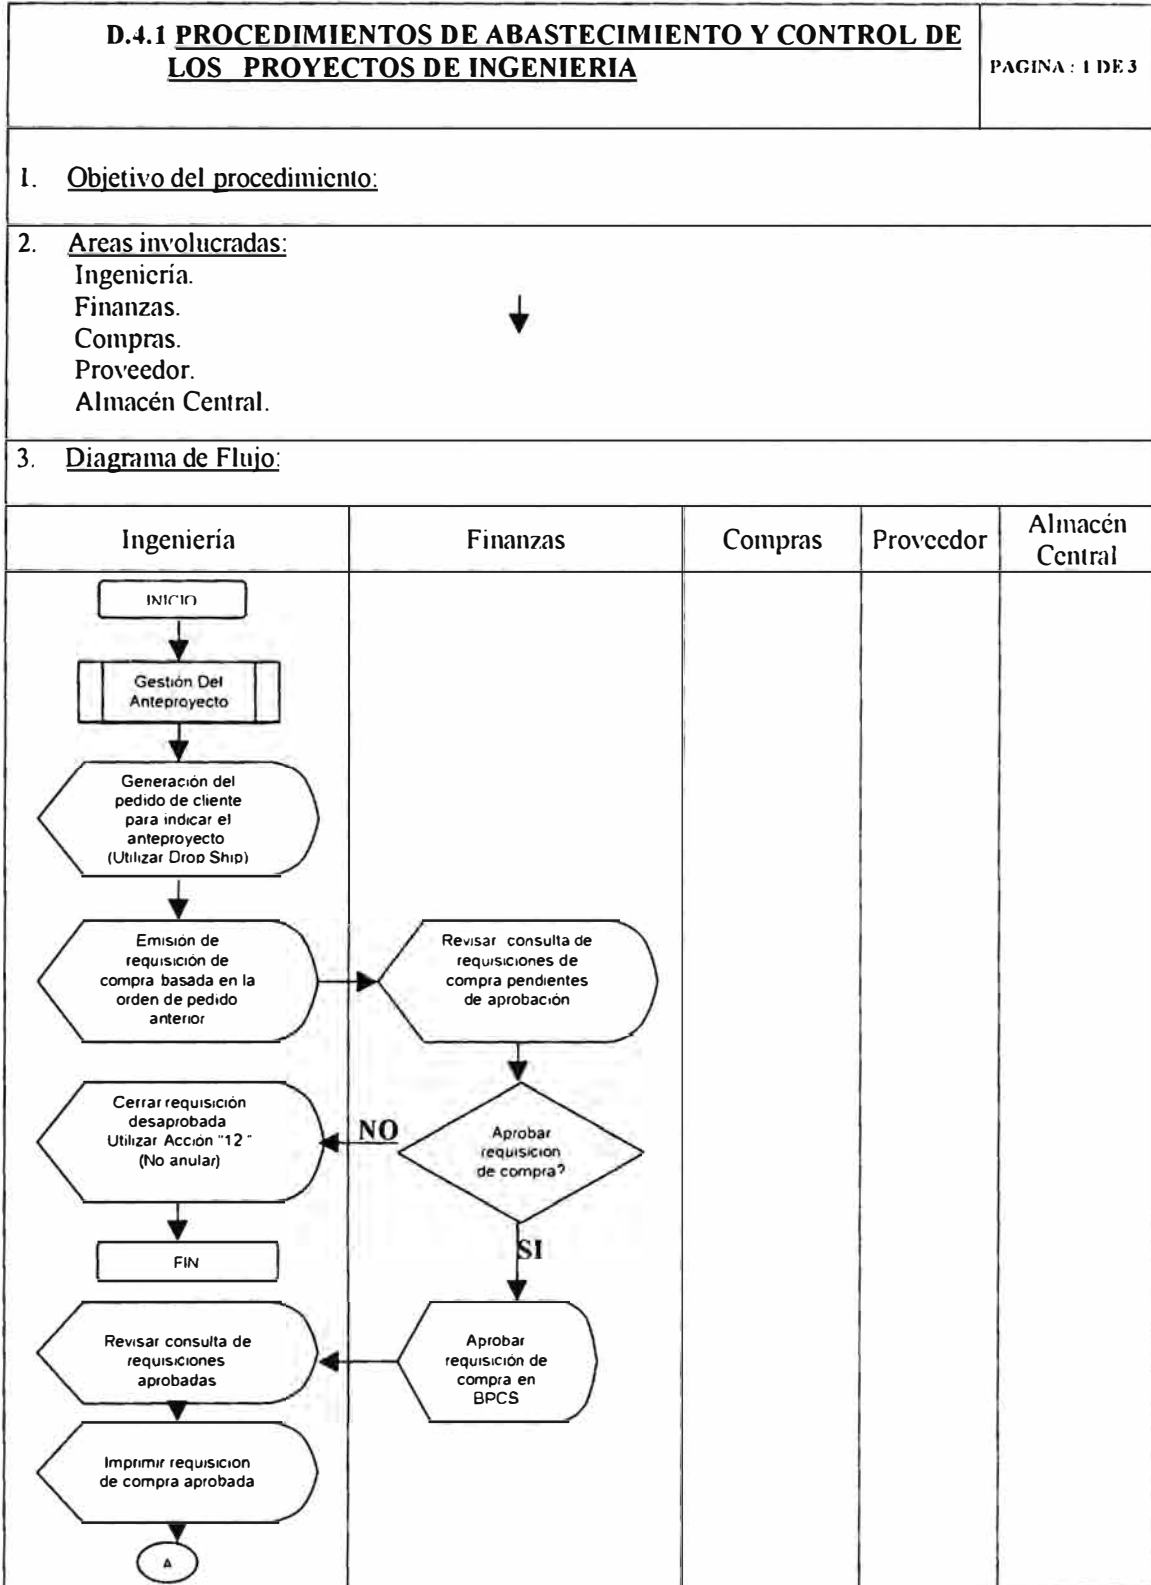 D.4.1 PROCEDIMIENTOS DE ABASTECIMIENTO Y CONTROL DE
LOS PROYECTOS DE INGENIERIA
PAGINA : 1 DE 3
1. Objetivo del procedimiento:
2. Areas involucradas:
Ingeniería.
Finanzas.
Compras.
Proveedor.
Almacén Central.
3. Diagrama de Flujo:
Ingeniería
Finanzas
Compras
Proveedor
Almacén
Central
INICIO
Gestión Del
Anteproyecto
Generación del
pedido de cliente
para indicar el
anteproyecto
(Utilizar Drop Ship)
Emisión de
requisición de
compra basada en la
orden de pedido
anterior
Revisar consulta de
requisiciones de
compra pendientes
de aprobación
Cerrar requisición
desaprobada
Utilizar Acción "12 "
(No anular)
NO
Aprobar
requisición
de compra?
FIN
SI
Revisar consulta de
requisiciones
aprobadas
Aprobar
requisición de
compra en
BPCS
Imprimir requisicion
de compra aprobada
A